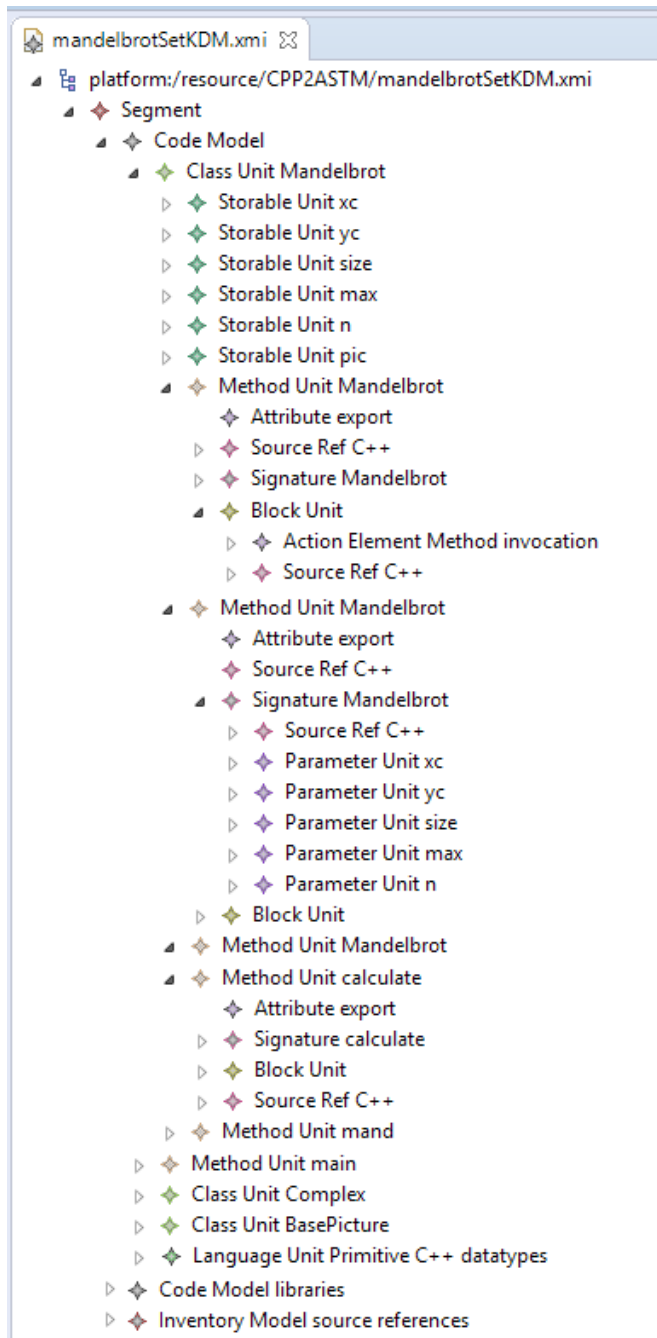 mandelbrotSetKDM.xmi
platform:/resource/CPP2ASTM/mandelbrotSetKDM.xmi
Segment
Code Model
Class Unit Mandelbrot
Storable Unit xc
Storable Unit yc
Storable Unit size
Storable Unit max
Storable Unit n
Storable Unit pic
Method Unit Mandelbrot
Attribute export
Source Ref C++
Signature Mandelbrot
Block Unit
Action Element Method invocation
Source Ref C++
Method Unit Mandelbrot
Attribute export
Source Ref C++
Signature Mandelbrot
Source Ref C++
Parameter Unit xc
Parameter Unit yc
Parameter Unit size
Parameter Unit max
Parameter Unit n
Block Unit
Method Unit Mandelbrot
Method Unit calculate
Attribute export
Signature calculate
Block Unit
Source Ref C++
Method Unit mand
Method Unit main
Class Unit Complex
Class Unit BasePicture
Language Unit Primitive C++ datatypes
Code Model libraries
Inventory Model source references